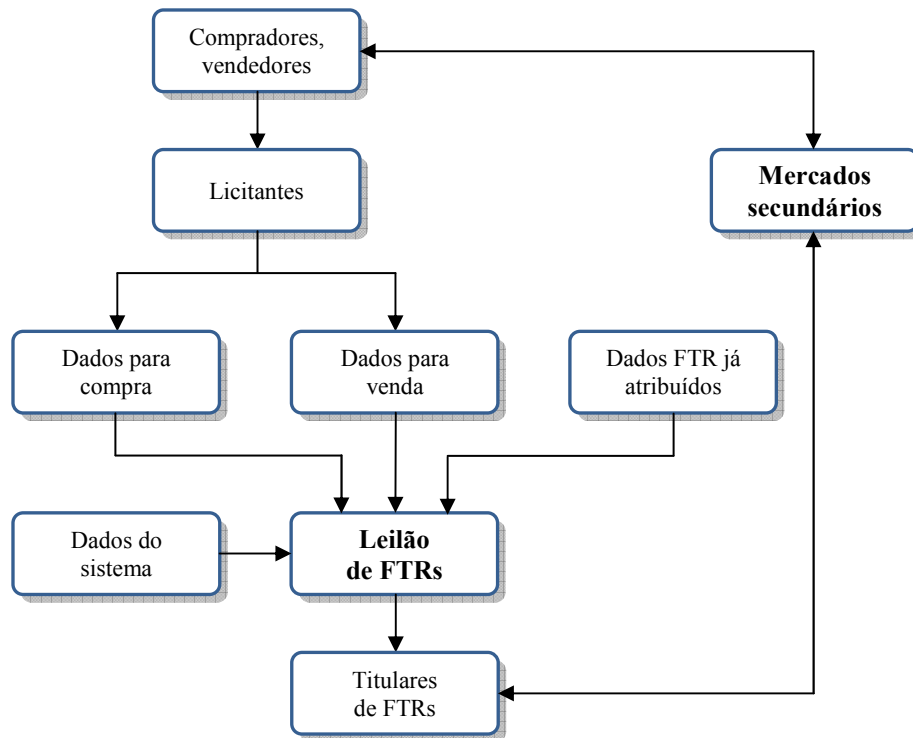 Compradores,
vendedores
Licitantes
Mercados
secundários
Dados para
compra
Dados para
venda
Dados FTR já
atribuídos
Dados do
sistema
Leilão
de FTRs
Titulares
de FTRs